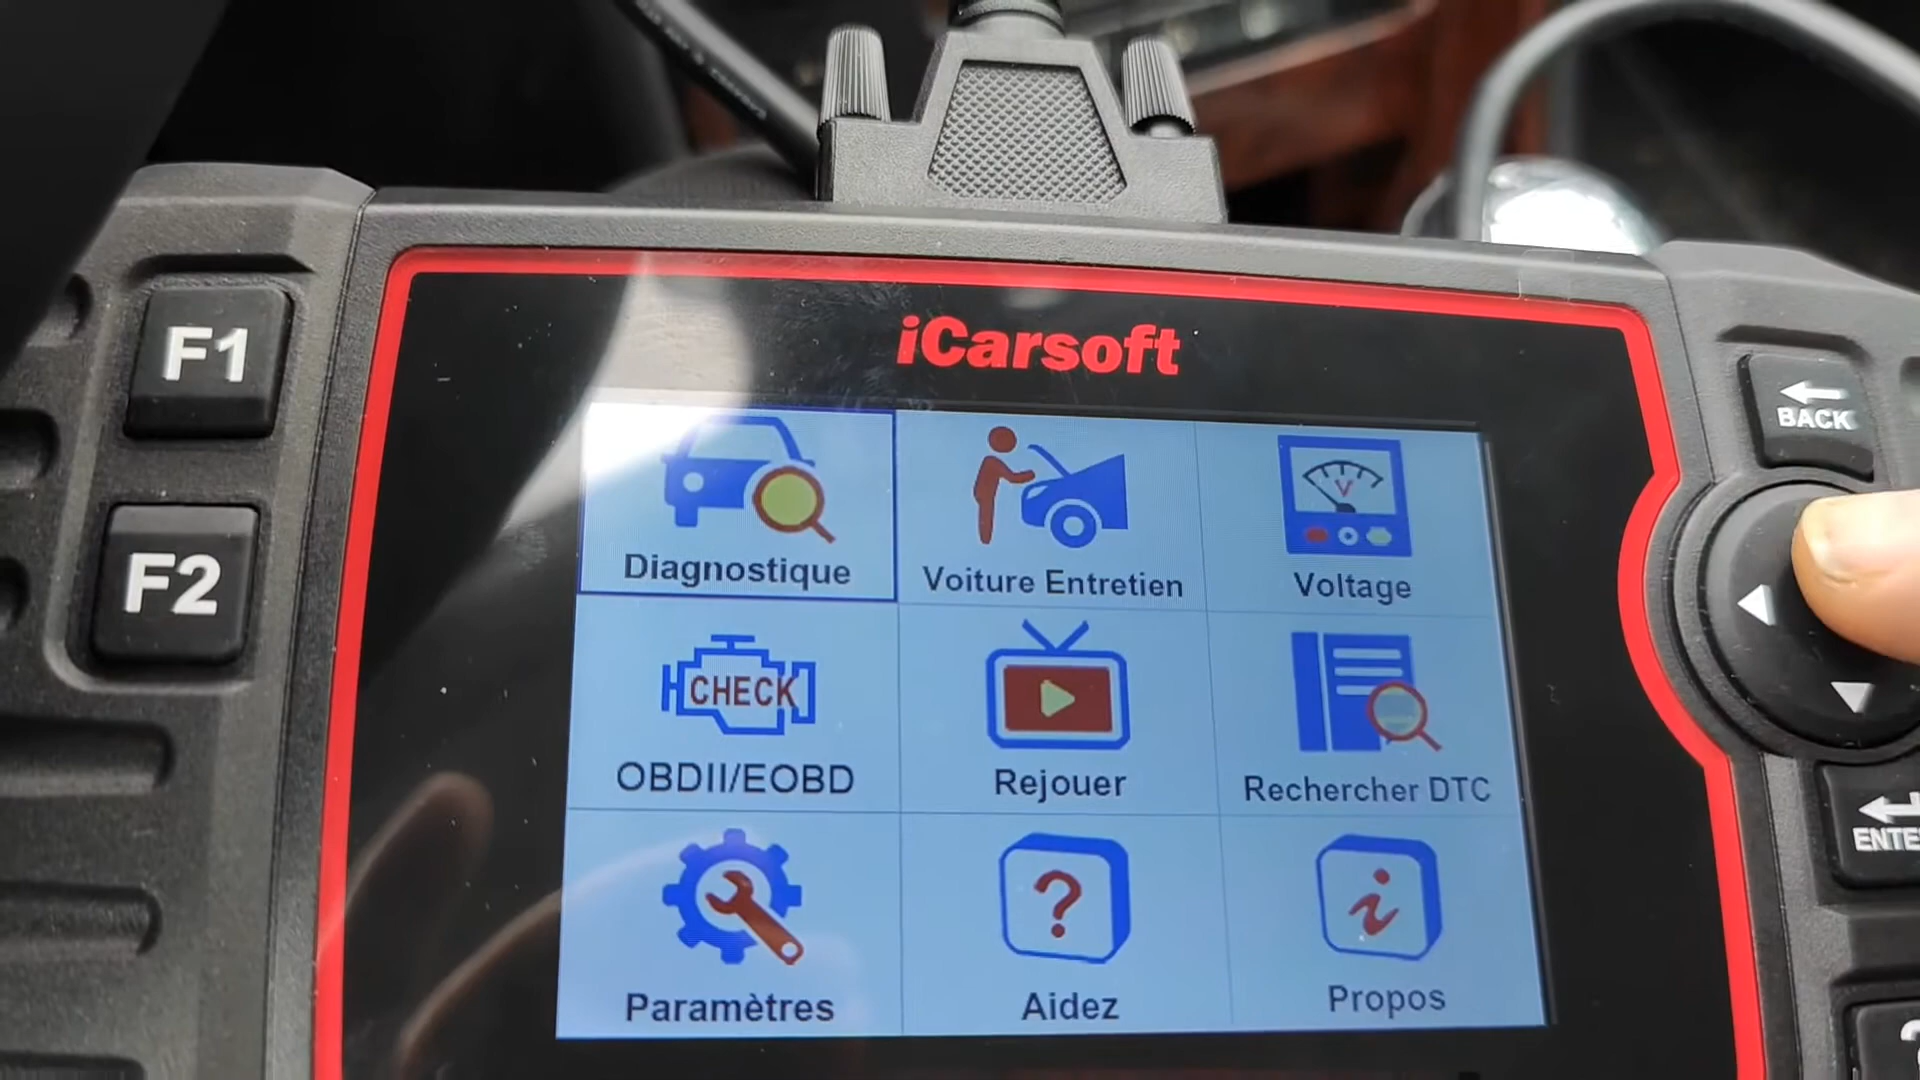 iCarsoft
F1
F2
BACK
Diagnostique
Voiture Entretien
V
Voltage
CHECK
OBDII/EOBD
Rejouer
Rechercher DTC
Paramètres
?
Aidez
i
Propos
ENTE